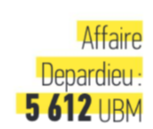 Affaire
Depardieu :
5 612 UBM